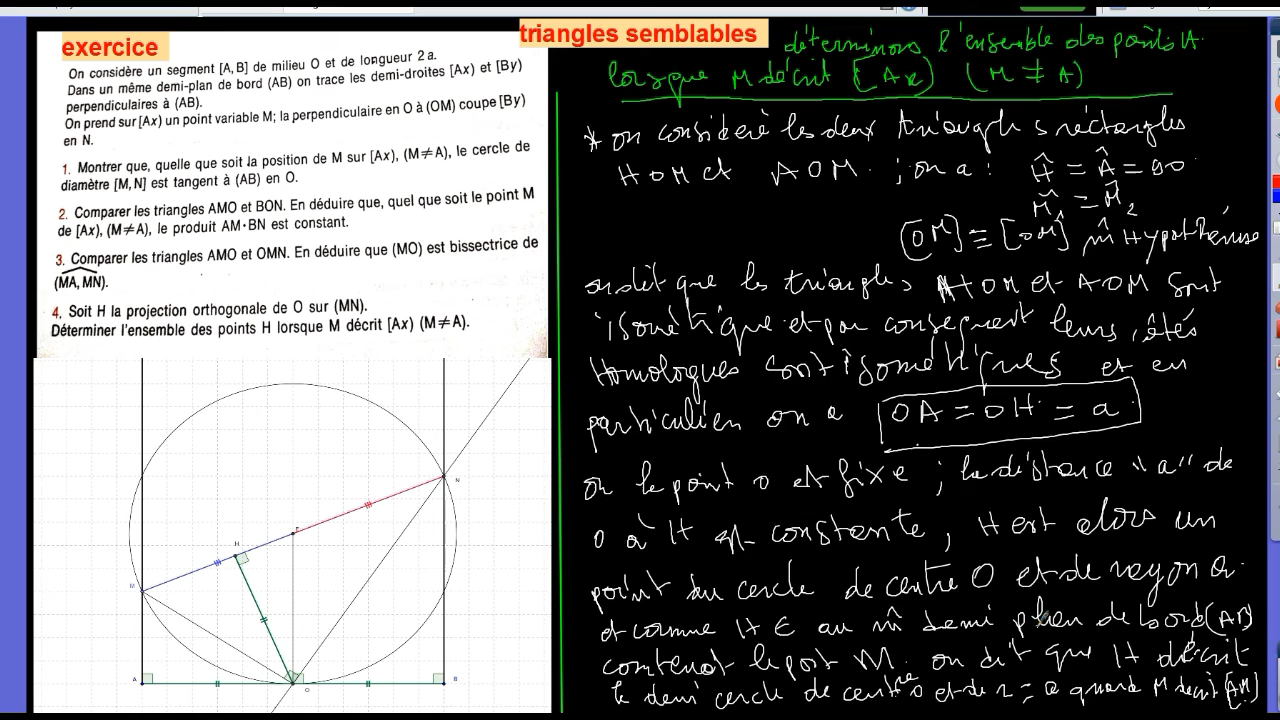 exercice
On considère un segment [A, B] de milieu O et de longueur 2 a.
Dans un même demi-plan de bord (AB) on trace les demi-droites [Ax) et [By)
perpendiculaires à (AB).
On prend sur [Ax) un point variable M; la perpendiculaire en O à (OM) coupe [By)
en N.
1. Montrer que, quelle que soit la position de M sur [Ax), (M≠A), le cercle de
diamètre [M, N] est tangent à (AB) en O.
2. Comparer les triangles AMO et BON. En déduire que, quel que soit le point M
de [Ax), (M≠A), le produit AM·BN est constant.
3. Comparer les triangles AMO et OMN. En déduire que (MO) est bissectrice de
(MA, MN).
4. Soit H la projection orthogonale de O sur (MN).
Déterminer l'ensemble des points H lorsque M décrit [Ax) (M≠A).
M
H
N
A
O
B
triangles semblables
déterminons l'ensemble des points H
lorsque M décrit [Ax) (M ≠ A)
* on considère les deux triangles réctangles
HOM et AOM ; on a : Ĥ = Â = 90
[OM] ≡ [OM] m̂ Hypothénuse
on dit que les triangles HOM et AOM sont
isométrique et par conséquent leurs côtés
Homologues sont isométriques et en
particulier on a OA = OH = a
or le point O et fixe ; la distance "a" de
O à H est constante, H est alors un
point du cercle de centre O et de rayon a.
et comme H ∈ au m̂ demi plan de bord (AB)
contenat le point M. on dit que H décrit
le demi cercle de centre O et de r = a quand M decrit [AM)